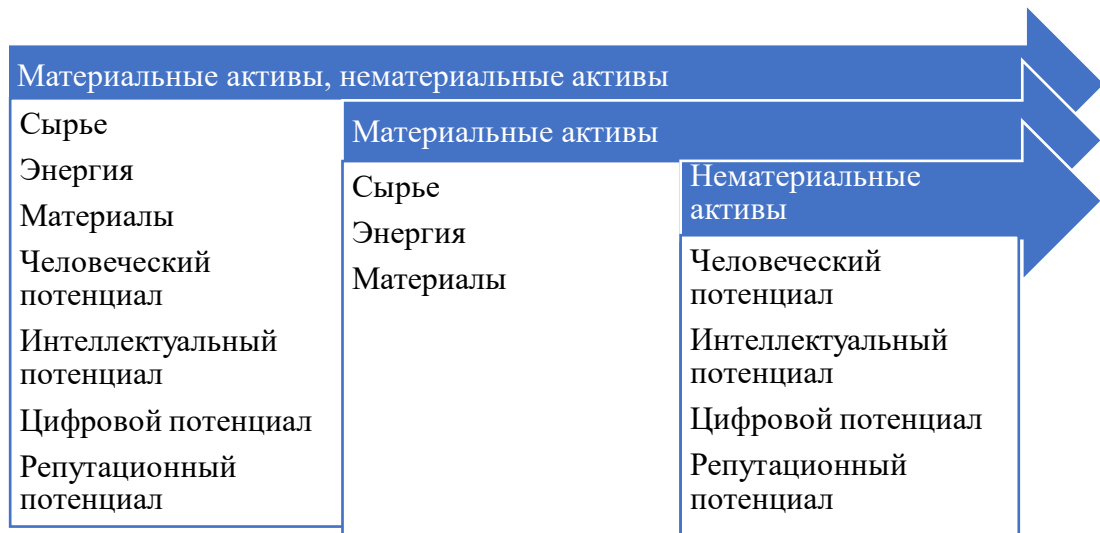 Материальные активы, нематериальные активы
Сырье
Энергия
Материалы
Человеческий
потенциал
Интеллектуальный
потенциал
Цифровой потенциал
Репутационный
потенциал
Материальные активы
Сырье
Энергия
Материалы
Нематериальные
активы
Человеческий
потенциал
Интеллектуальный
потенциал
Цифровой потенциал
Репутационный
потенциал